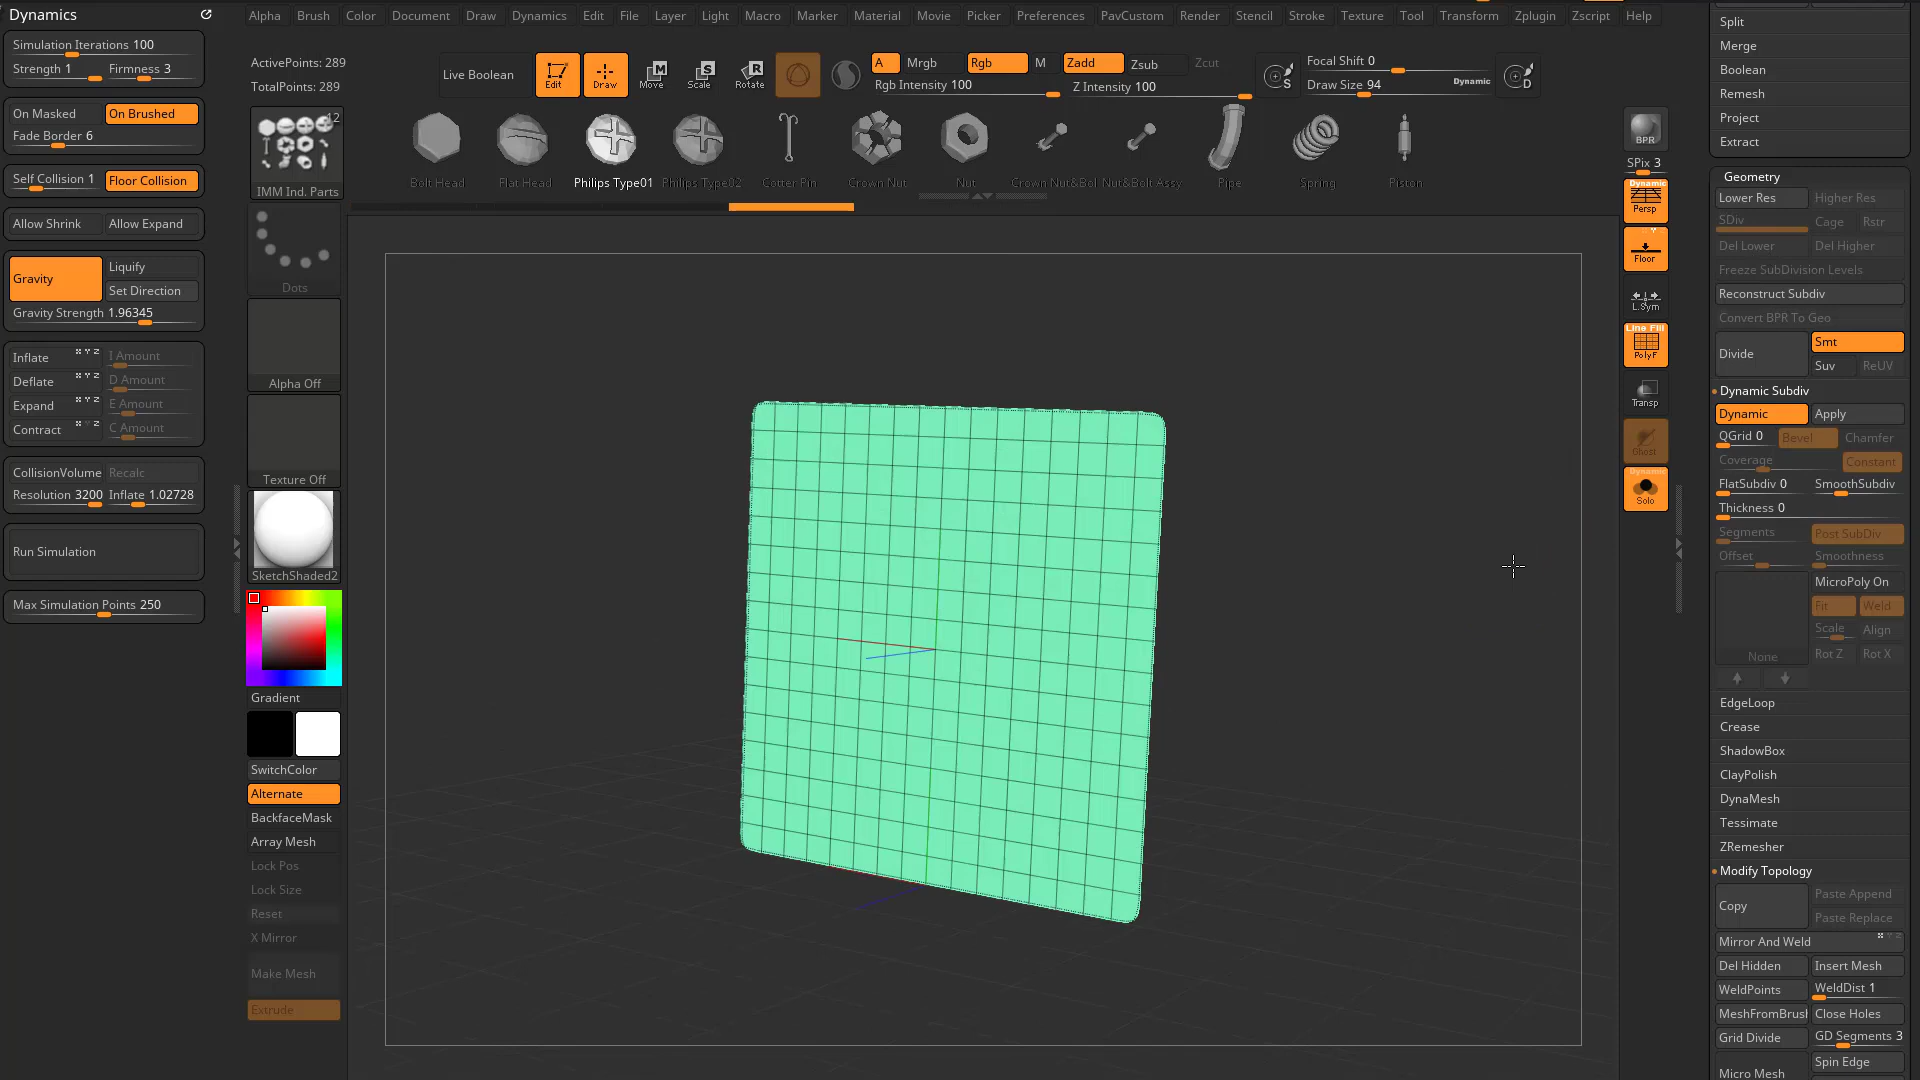 Dynamics
Alpha Brush Color Document Draw Dynamics Edit File Layer Light Macro Marker Material Movie Picker Preferences PavCustom Render Stencil Stroke Texture Tool Transform Zplugin Zscript Help
Simulation Iterations 100
Strength 1 Firmness 3
On Masked On Brushed
Fade Border 6
Self Collision 1 Floor Collision
Allow Shrink Allow Expand
Gravity
Liquify
Set Direction
Gravity Strength 1.96345
Inflate I Amount
Deflate D Amount
Expand E Amount
Contract C Amount
CollisionVolume Recalc
Resolution 3200 Inflate 1.02728
Run Simulation
Max Simulation Points 250
ActivePoints: 289
TotalPoints: 289
Live Boolean
Edit
Draw
Move
Scale
Rotate
A Mrgb Rgb M Zadd Zsub Zcut
Rgb Intensity 100
Z Intensity 100
Focal Shift 0
Draw Size 94 Dynamic
S
D
12
IMM Ind. Parts
Bolt Head Flat Head Philips Type01 Philips Type02 Cotter Pin Crown Nut Nut Crown Nut&Bol Nut&Bolt Assy Pipe Spring Piston
Dots
Alpha Off
Texture Off
SketchShaded2
Gradient
SwitchColor
Alternate
BackfaceMask
Array Mesh
Lock Pos
Lock Size
Reset
X Mirror
Make Mesh
Extrude
BPR
SPix 3
Dynamic
Persp
Floor
L.Sym
Line Fill
PolyF
Transp
Ghost
Dynamic
Solo
Split
Merge
Boolean
Remesh
Project
Extract
Geometry
Lower Res Higher Res
SDiv Cage Rstr
Del Lower Del Higher
Freeze SubDivision Levels
Reconstruct Subdiv
Convert BPR To Geo
Divide
Smt
Suv ReUV
Dynamic Subdiv
Dynamic Apply
QGrid 0 Bevel Chamfer
Coverage Constant
FlatSubdiv 0 SmoothSubdiv
Thickness 0
Segments Post SubDiv
Offset Smoothness
MicroPoly On
Fit Weld
Scale Align
None Rot Z Rot X
EdgeLoop
Crease
ShadowBox
ClayPolish
DynaMesh
Tessimate
ZRemesher
Modify Topology
Copy
Paste Append
Paste Replace
Mirror And Weld
Del Hidden Insert Mesh
WeldPoints WeldDist 1
MeshFromBrush Close Holes
Grid Divide GD Segments 3
Micro Mesh Spin Edge